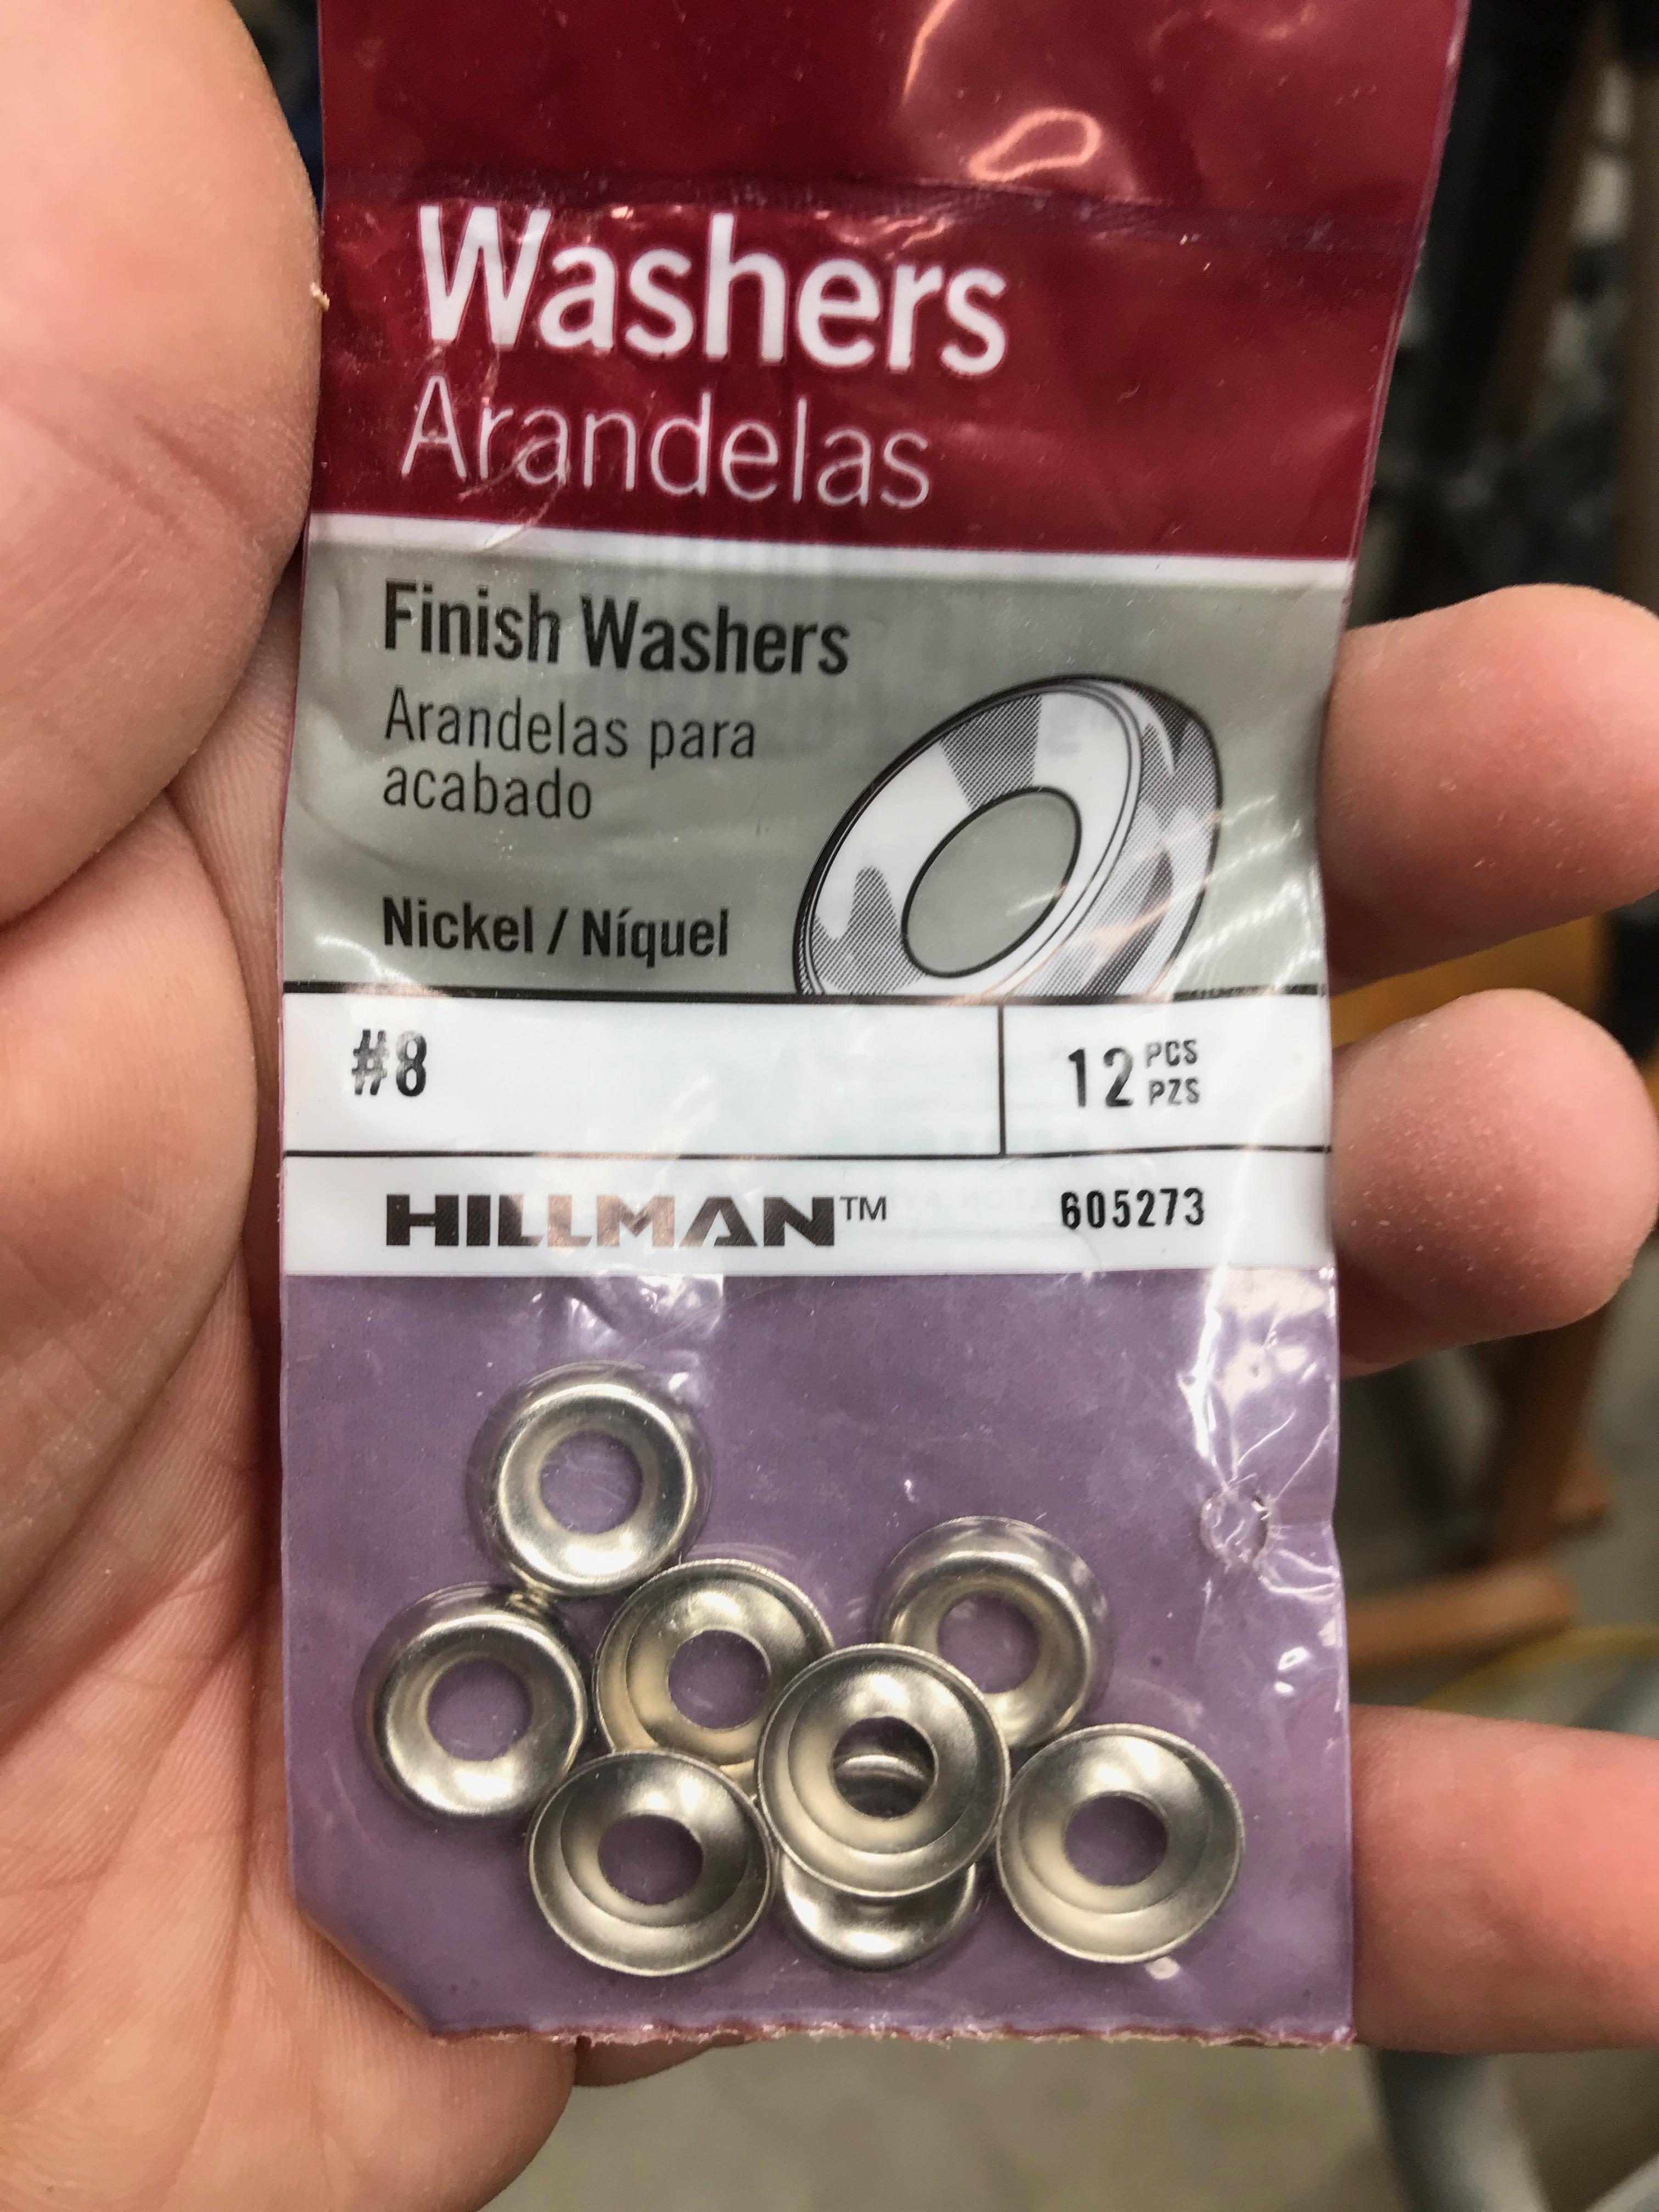 Washers
Arandelas
Finish Washers
Arandelas para
acabado
Nickel / Níquel
#8
12 PCS
PZS
HILLMAN™
605273